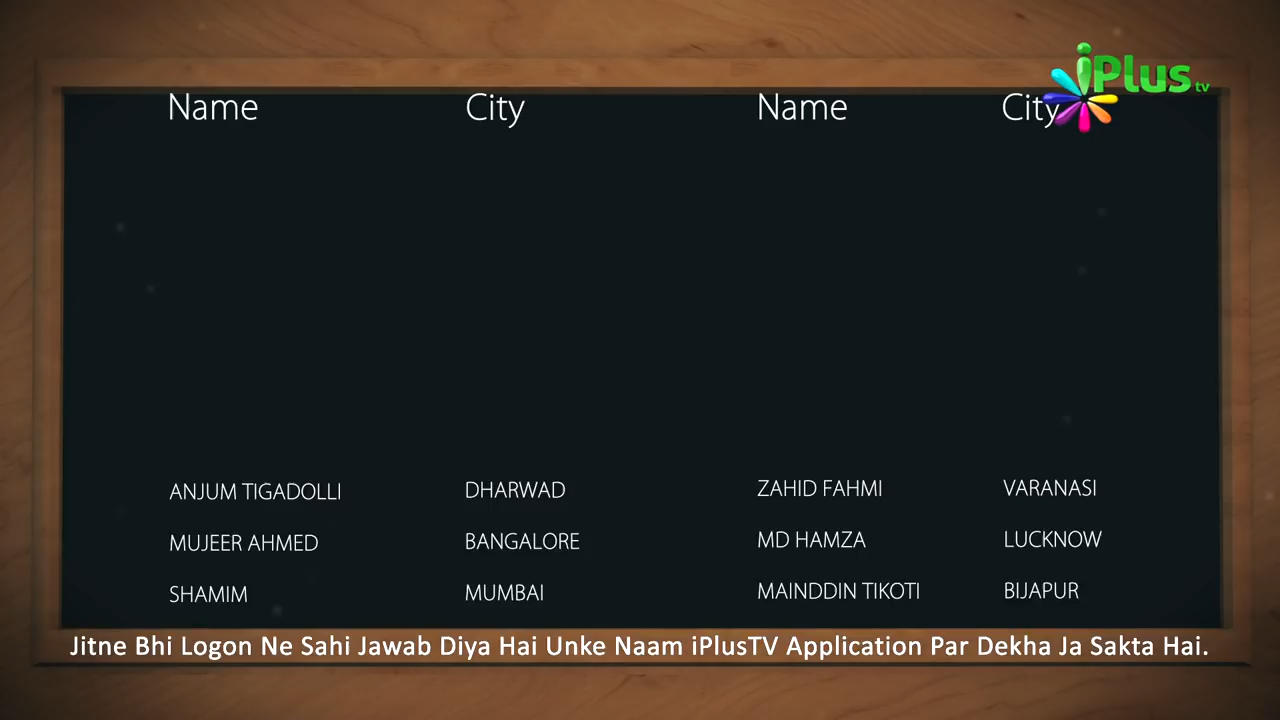 iPlus tv
Name City Name City
ANJUM TIGADOLLI DHARWAD ZAHID FAHMI VARANASI
MUJEER AHMED BANGALORE MD HAMZA LUCKNOW
SHAMIM MUMBAI MAINDDIN TIKOTI BIJAPUR
Jitne Bhi Logon Ne Sahi Jawab Diya Hai Unke Naam iPlusTV Application Par Dekha Ja Sakta Hai.